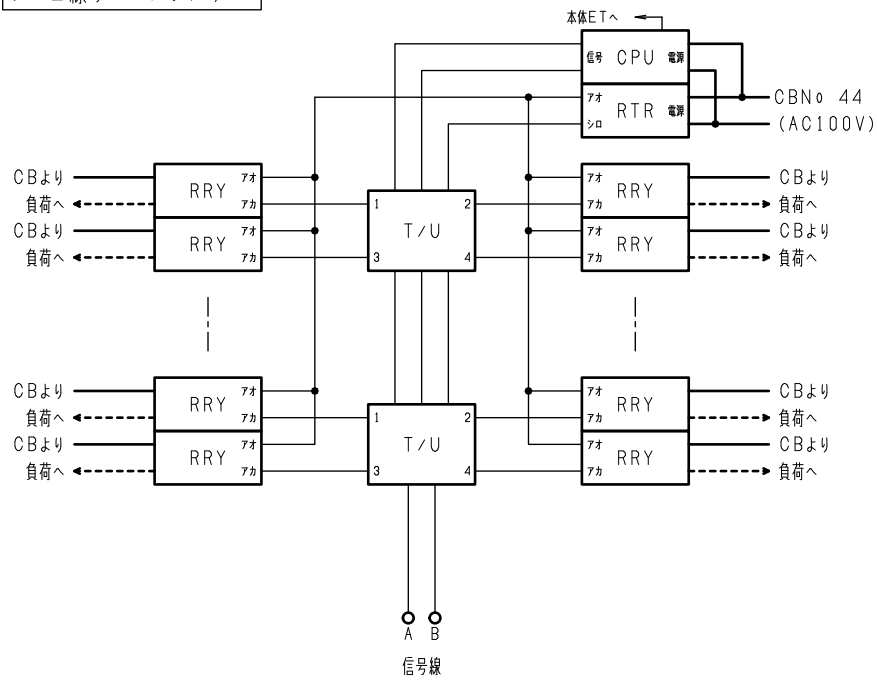 本体ETへ
信号 CPU 電源
アオ RTR 電源
シロ
CBNo 44
(AC100V)
CBより RRY アオ
負荷へ アカ
CBより RRY アオ
負荷へ アカ
1 T/U 2
3 4
アオ RRY CBより
アカ 負荷へ
アオ RRY CBより
アカ 負荷へ
CBより RRY アオ
負荷へ アカ
CBより RRY アオ
負荷へ アカ
1 T/U 2
3 4
アオ RRY CBより
アカ 負荷へ
アオ RRY CBより
アカ 負荷へ
A B
信号線